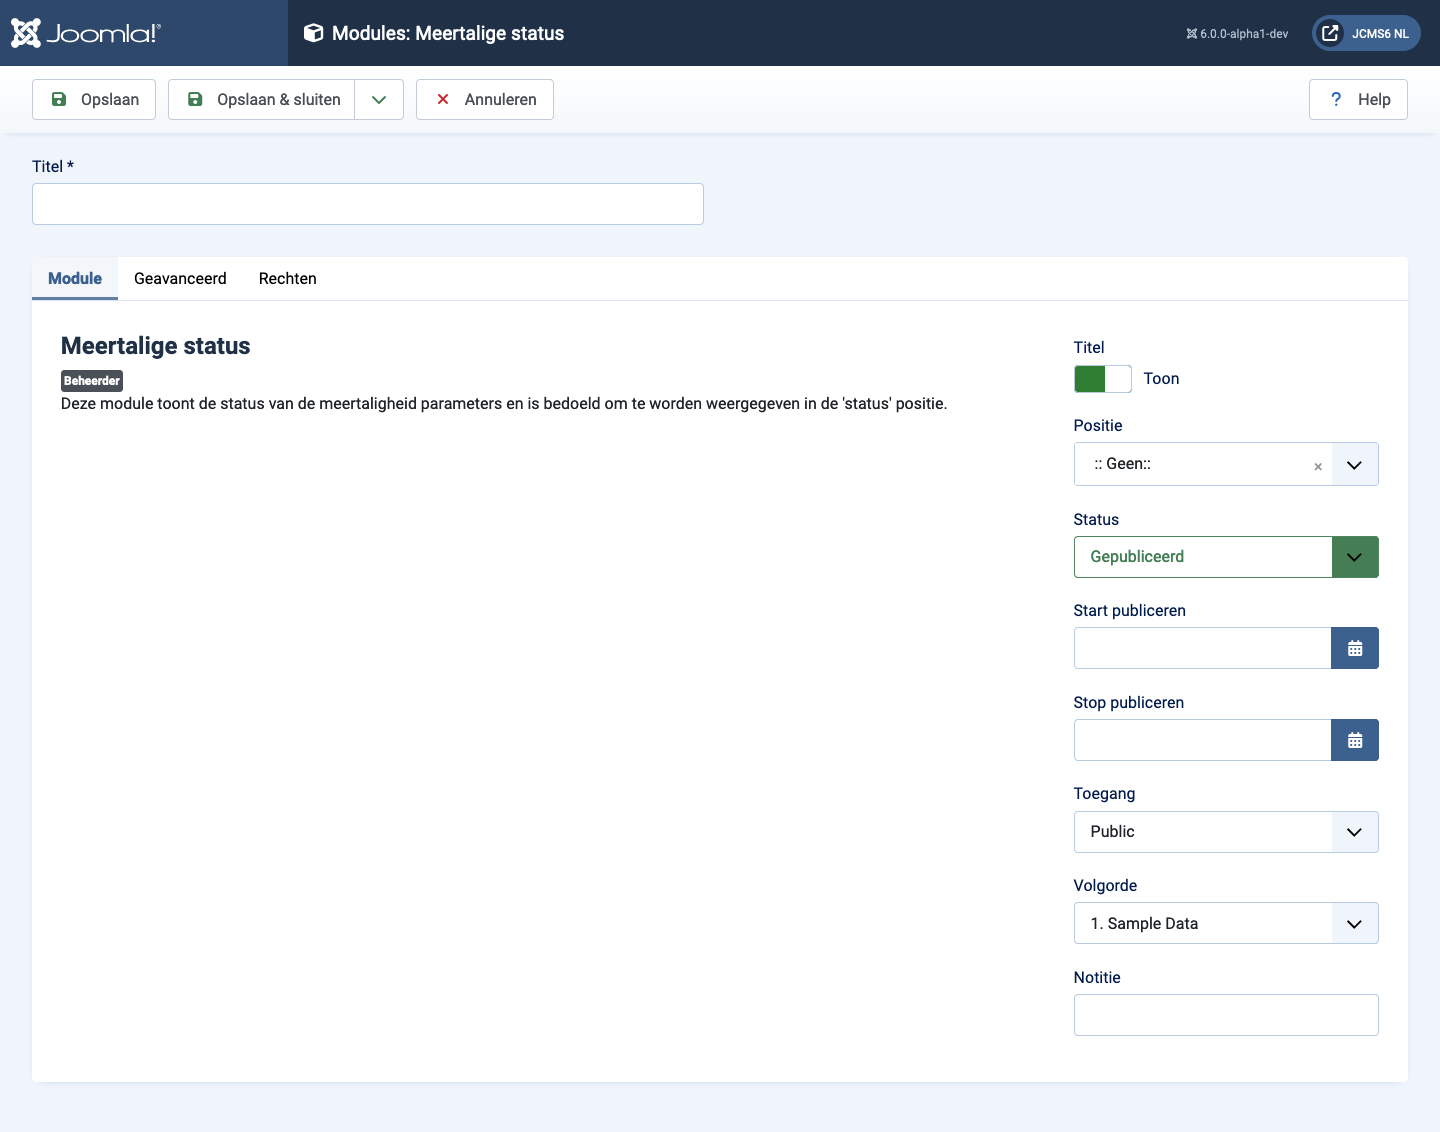 Joomla!®
Modules: Meertalige status
6.0.0-alpha1-dev
JCMS6 NL
Opslaan
Opslaan & sluiten
Annuleren
? Help
Titel *
Module
Geavanceerd
Rechten
Meertalige status
Beheerder
Deze module toont de status van de meertaligheid parameters en is bedoeld om te worden weergegeven in de 'status' positie.
Titel
Toon
Positie
:: Geen::
Status
Gepubliceerd
Start publiceren
Stop publiceren
Toegang
Public
Volgorde
1. Sample Data
Notitie